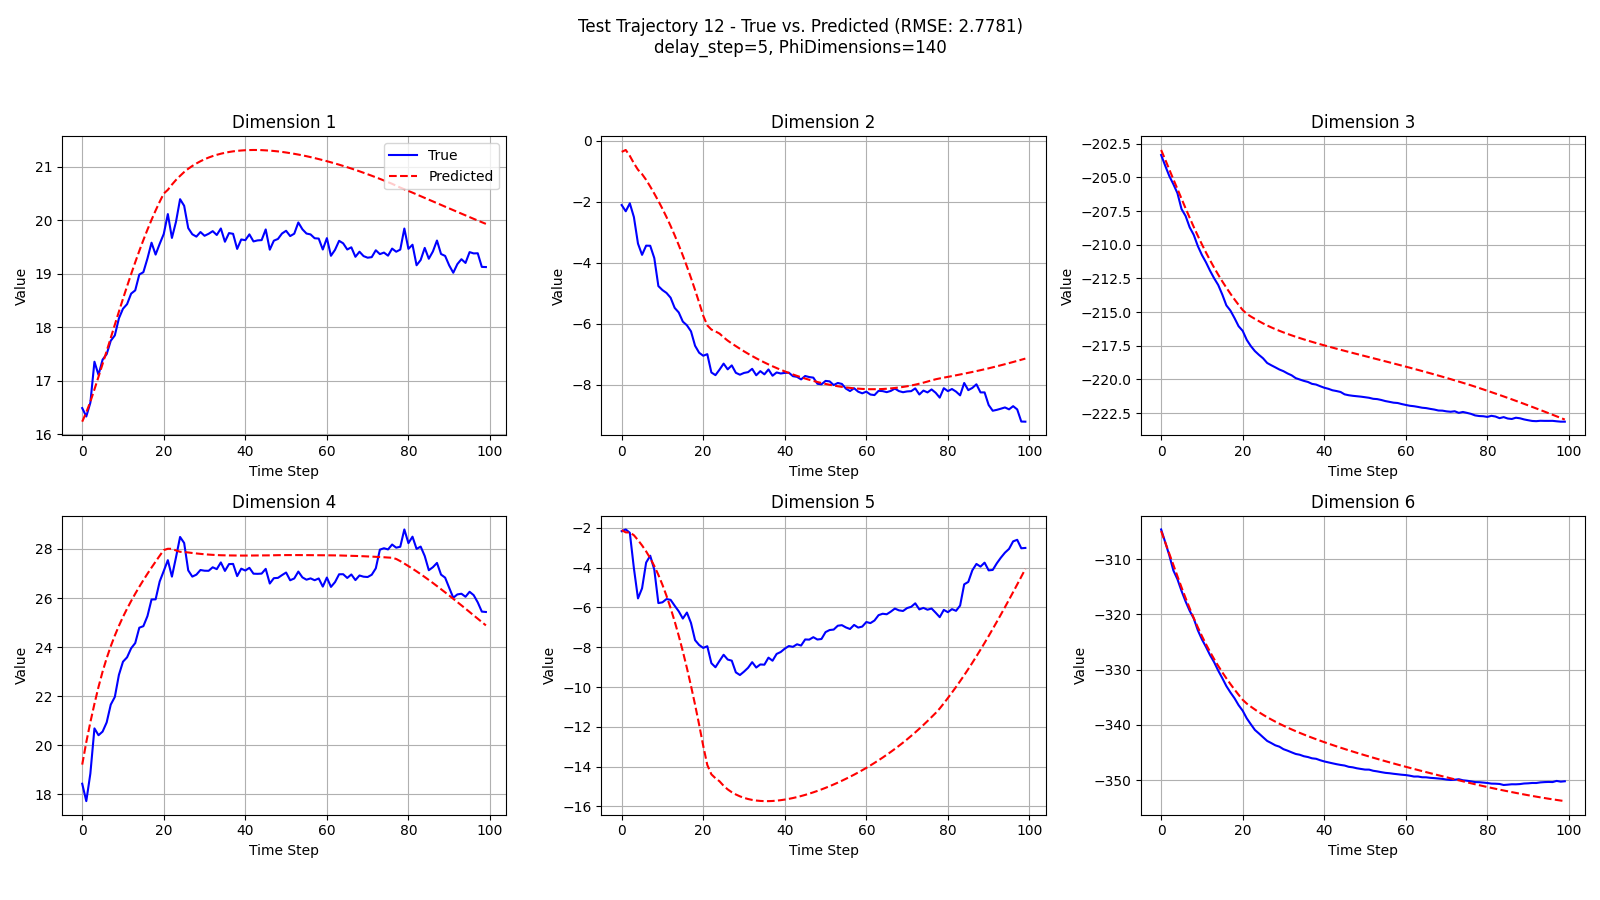 Test Trajectory 12 - True vs. Predicted (RMSE: 2.7781)
delay_step=5, PhiDimensions=140
Dimension 1
True
Predicted
21
20
19
18
17
16
Value
0 20 40 60 80 100
Time Step
Dimension 2
0
−2
−4
−6
−8
Value
0 20 40 60 80 100
Time Step
Dimension 3
−202.5
−205.0
−207.5
−210.0
−212.5
−215.0
−217.5
−220.0
−222.5
Value
0 20 40 60 80 100
Time Step
Dimension 4
28
26
24
22
20
18
Value
0 20 40 60 80 100
Time Step
Dimension 5
−2
−4
−6
−8
−10
−12
−14
−16
Value
0 20 40 60 80 100
Time Step
Dimension 6
−310
−320
−330
−340
−350
Value
0 20 40 60 80 100
Time Step